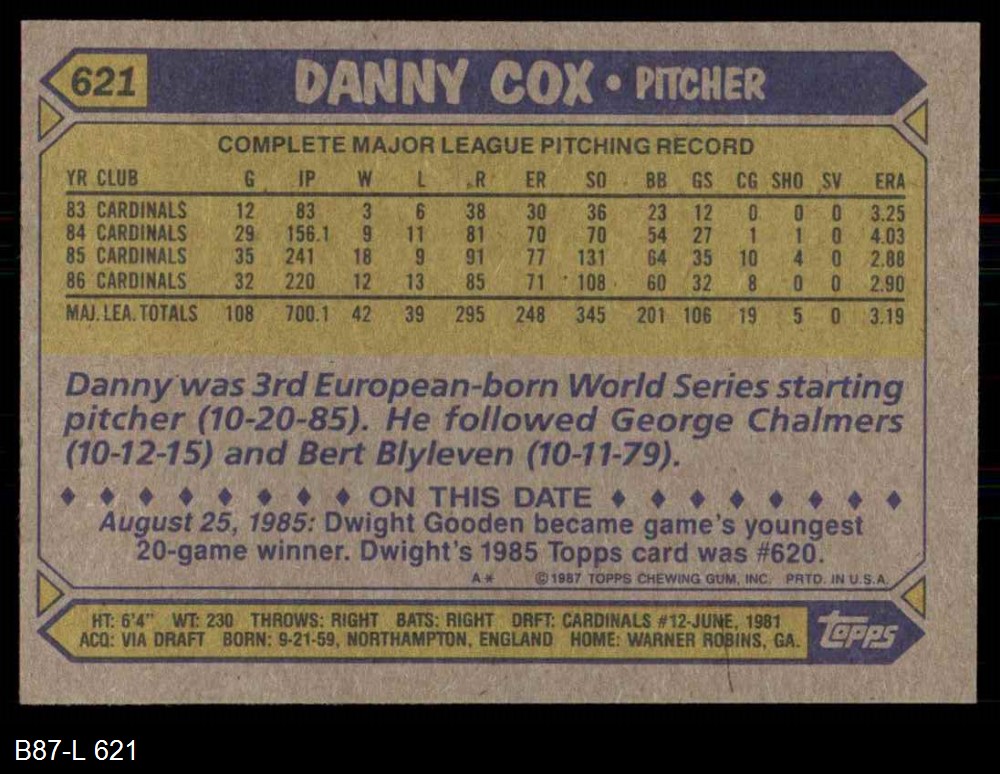 621 DANNY COX • PITCHER
COMPLETE MAJOR LEAGUE PITCHING RECORD
YR CLUB G IP W L R ER SO BB GS CG SHO SV ERA
83 CARDINALS 12 83 3 6 38 30 36 23 12 0 0 0 3.25
84 CARDINALS 29 156.1 9 11 81 70 70 54 27 1 1 0 4.03
85 CARDINALS 35 241 18 9 91 77 131 64 35 10 4 0 2.88
86 CARDINALS 32 220 12 13 85 71 108 60 32 8 0 0 2.90
MAJ. LEA. TOTALS 108 700.1 42 39 295 248 345 201 106 19 5 0 3.19
Danny was 3rd European-born World Series starting
pitcher (10-20-85). He followed George Chalmers
(10-12-15) and Bert Blyleven (10-11-79).
♦ ♦ ♦ ♦ ♦ ♦ ♦ ♦ ON THIS DATE ♦ ♦ ♦ ♦ ♦ ♦ ♦ ♦
August 25, 1985: Dwight Gooden became game's youngest
20-game winner. Dwight's 1985 Topps card was #620.
A* ©1987 TOPPS CHEWING GUM, INC. PRTD. IN U.S.A.
HT: 6'4" WT: 230 THROWS: RIGHT BATS: RIGHT DRFT: CARDINALS #12-JUNE, 1981
ACQ: VIA DRAFT BORN: 9-21-59, NORTHAMPTON, ENGLAND HOME: WARNER ROBINS, GA.
Topps
B87-L 621